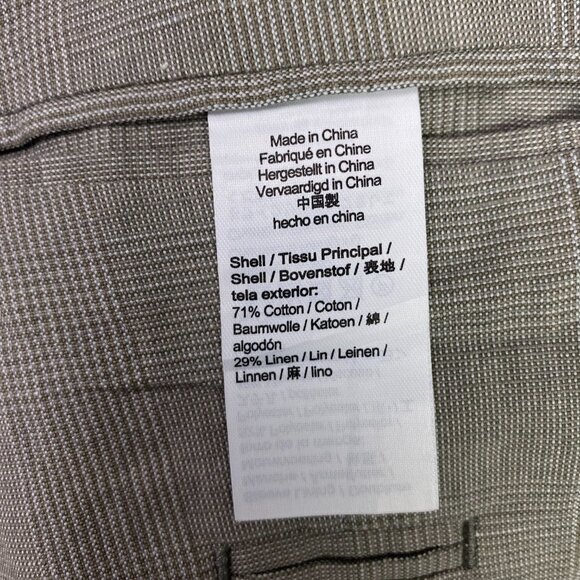 Made in China
Fabriqué en Chine
Hergestellt in China
Vervaardigd in China
中国製
hecho en china
Shell / Tissu Principal /
Shell / Bovenstof / 表地 /
tela exterior:
71% Cotton / Coton /
Baumwolle / Katoen / 綿 /
algodón
29% Linen / Lin / Leinen /
Linnen / 麻 / lino